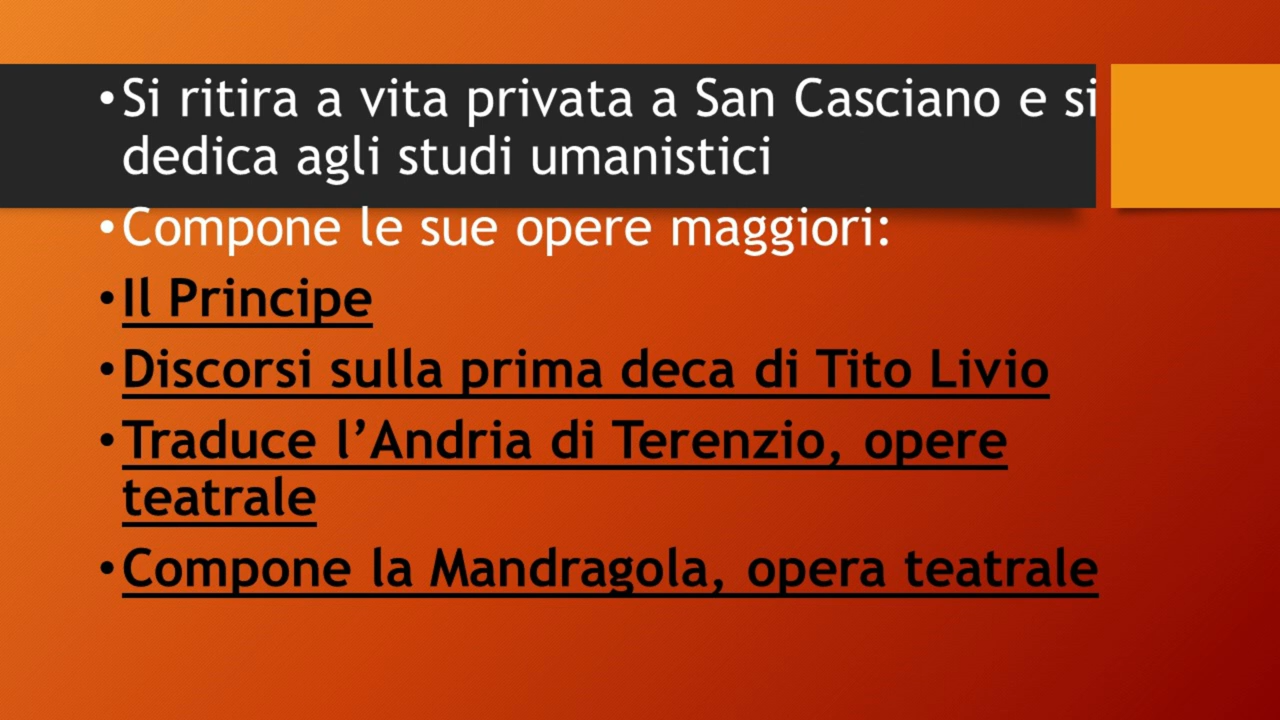 •Si ritira a vita privata a San Casciano e si
dedica agli studi umanistici
•Compone le sue opere maggiori:
•Il Principe
•Discorsi sulla prima deca di Tito Livio
•Traduce l’Andria di Terenzio, opere
teatrale
•Compone la Mandragola, opera teatrale